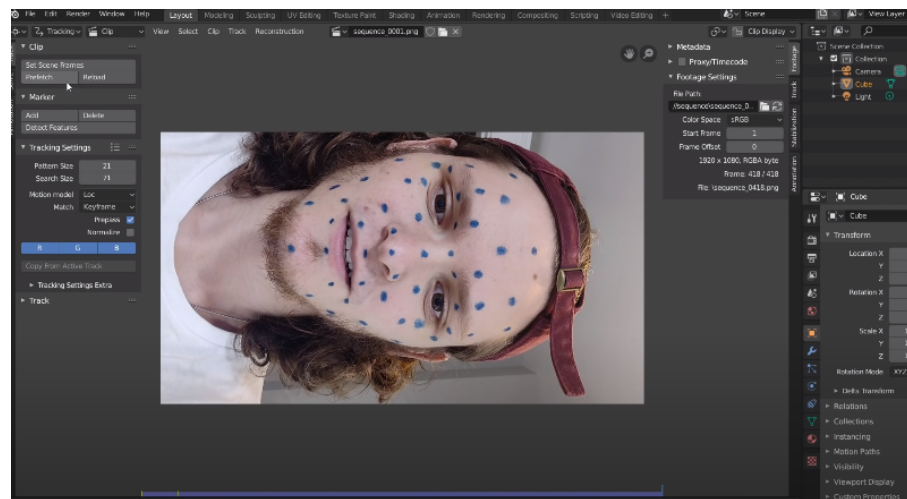 File Edit Render Window Help
Layout Modeling Sculpting UV Editing Texture Paint Shading Animation Rendering Compositing Scripting Video Editing +
Scene
View Layer
Tracking
Clip
View Select Clip Track Reconstruction
sequence_0001.png
Clip Display
Clip
Set Scene Frames
Prefetch Reload
Marker
Add Delete
Detect Features
Tracking Settings
Pattern Size 21
Search Size 71
Motion model Loc
Match Keyframe
Prepass
Normalize
R G B
Copy From Active Track
Tracking Settings Extra
Track
Metadata
Proxy/Timecode
Footage Settings
File Path:
//sequence\sequence_0..
Color Space sRGB
Start Frame 1
Frame Offset 0
1920 x 1080, RGBA byte
Frame: 418 / 418
File: \sequence_0418.png
Footage
Track
Stabilization
Annotation
Scene Collection
Collection
Camera
Cube
Light
Cube
Cube
Transform
Location X
Y
Z
Rotation X
Y
Z
Scale X
Y
Z
Rotation Mode XYZ
Delta Transform
Relations
Collections
Instancing
Motion Paths
Visibility
Viewport Display
Custom Properties